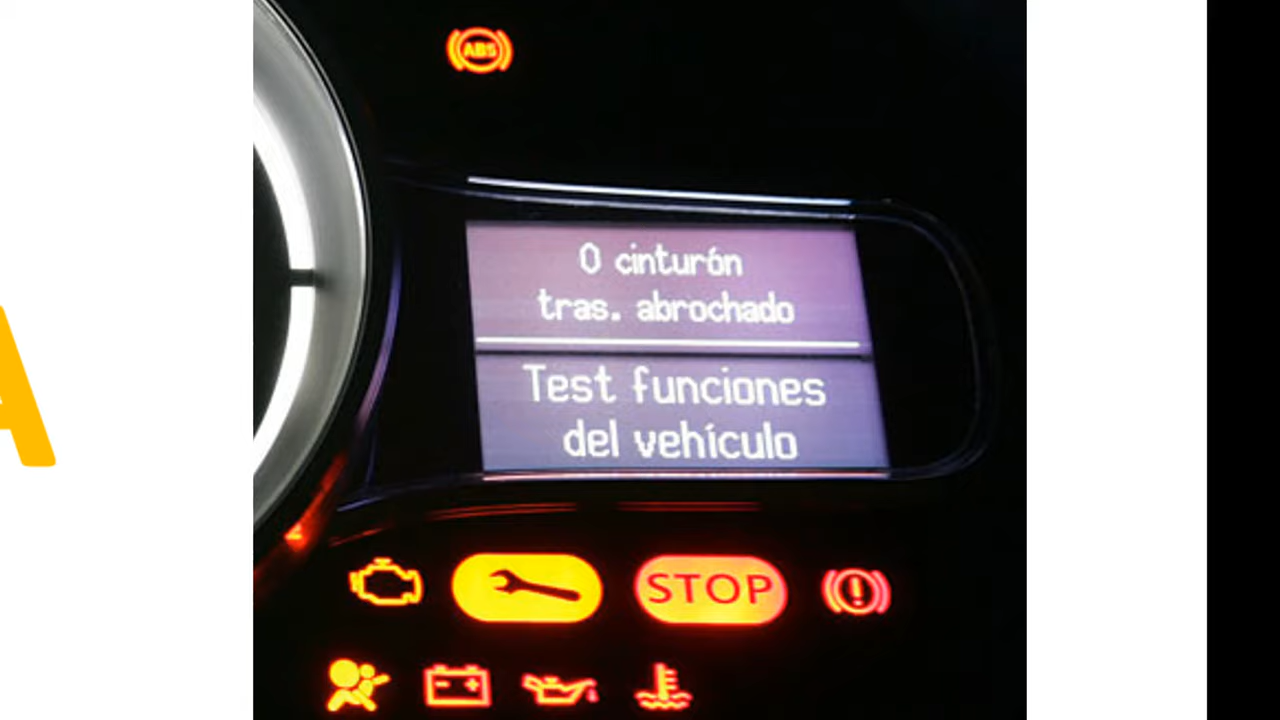 ABS
0 cinturón
tras. abrochado
Test funciones
del vehículo
STOP
A